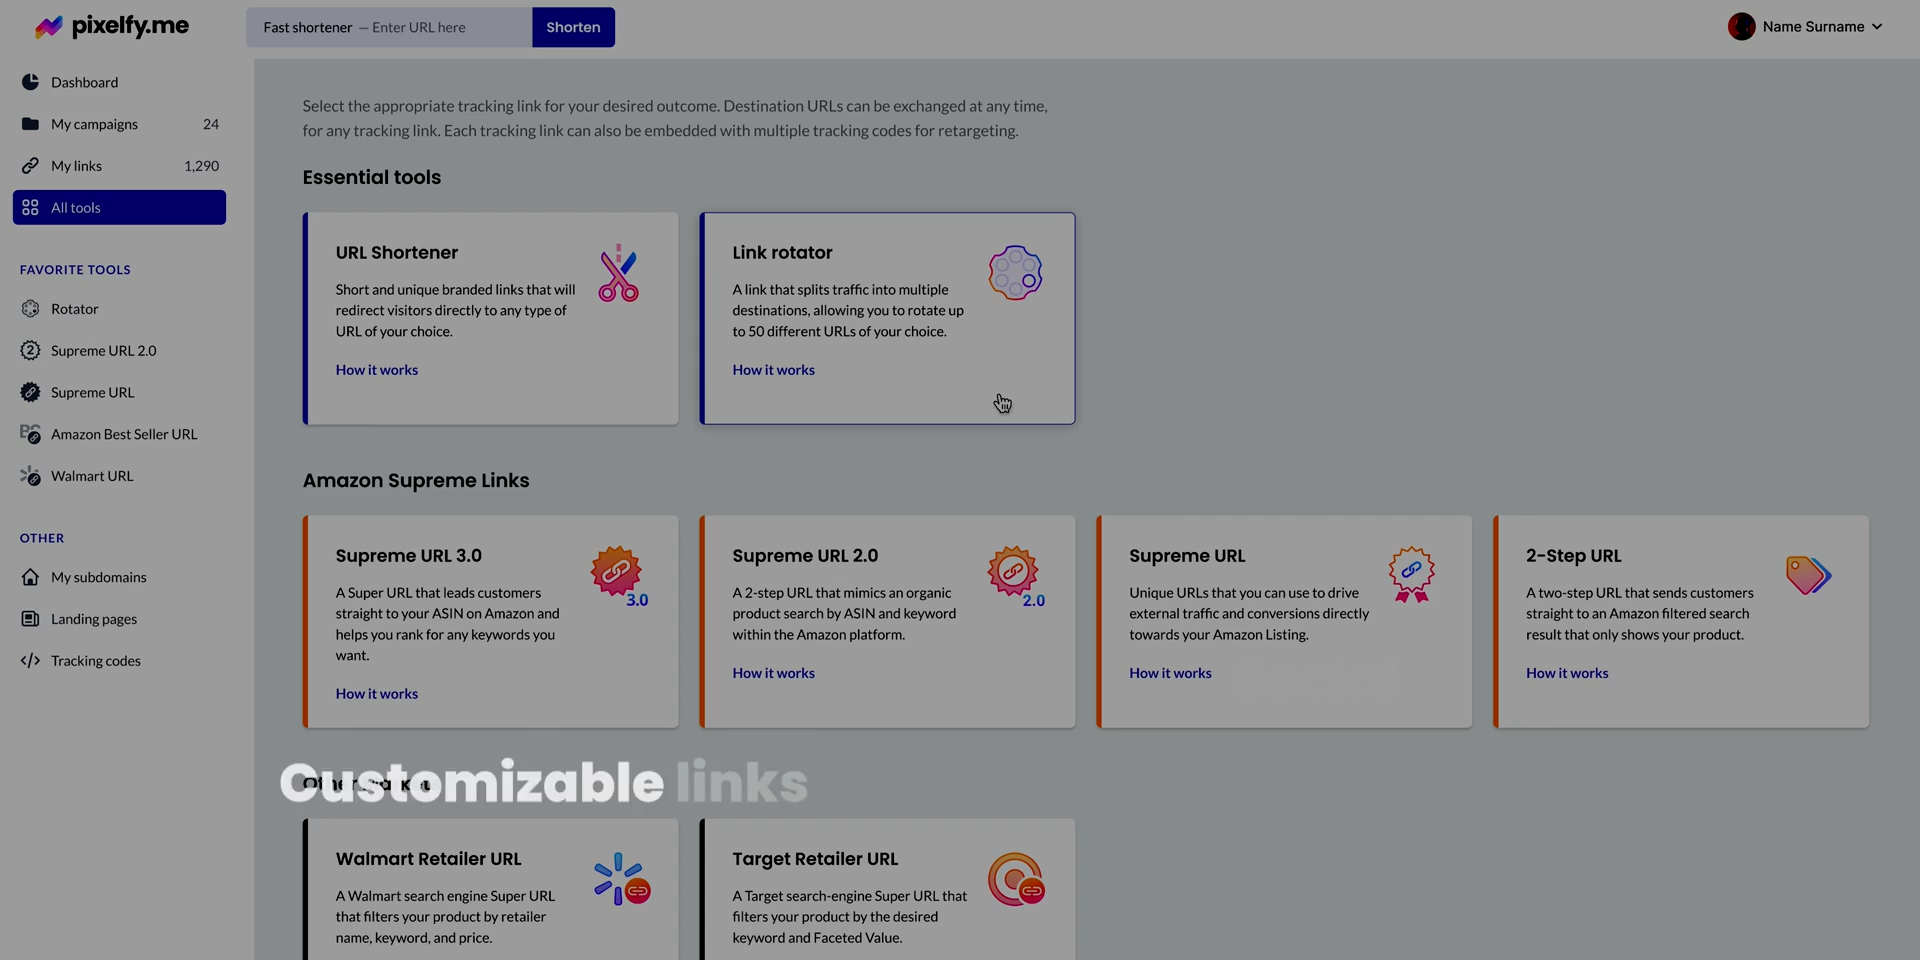 pixelfy.me
Fast shortener — Enter URL here
Shorten
Name Surname
Dashboard
My campaigns 24
My links 1,290
All tools
FAVORITE TOOLS
Rotator
Supreme URL 2.0
Supreme URL
Amazon Best Seller URL
Walmart URL
OTHER
My subdomains
Landing pages
Tracking codes
Select the appropriate tracking link for your desired outcome. Destination URLs can be exchanged at any time,
for any tracking link. Each tracking link can also be embedded with multiple tracking codes for retargeting.
Essential tools
URL Shortener
Short and unique branded links that will
redirect visitors directly to any type of
URL of your choice.
How it works
Link rotator
A link that splits traffic into multiple
destinations, allowing you to rotate up
to 50 different URLs of your choice.
How it works
Amazon Supreme Links
Supreme URL 3.0
A Super URL that leads customers
straight to your ASIN on Amazon and
helps you rank for any keywords you
want.
How it works
3.0
Supreme URL 2.0
A 2-step URL that mimics an organic
product search by ASIN and keyword
within the Amazon platform.
How it works
2.0
Supreme URL
Unique URLs that you can use to drive
external traffic and conversions directly
towards your Amazon Listing.
How it works
2-Step URL
A two-step URL that sends customers
straight to an Amazon filtered search
result that only shows your product.
How it works
Customizable links
Walmart Retailer URL
A Walmart search engine Super URL
that filters your product by retailer
name, keyword, and price.
Target Retailer URL
A Target search-engine Super URL that
filters your product by the desired
keyword and Faceted Value.